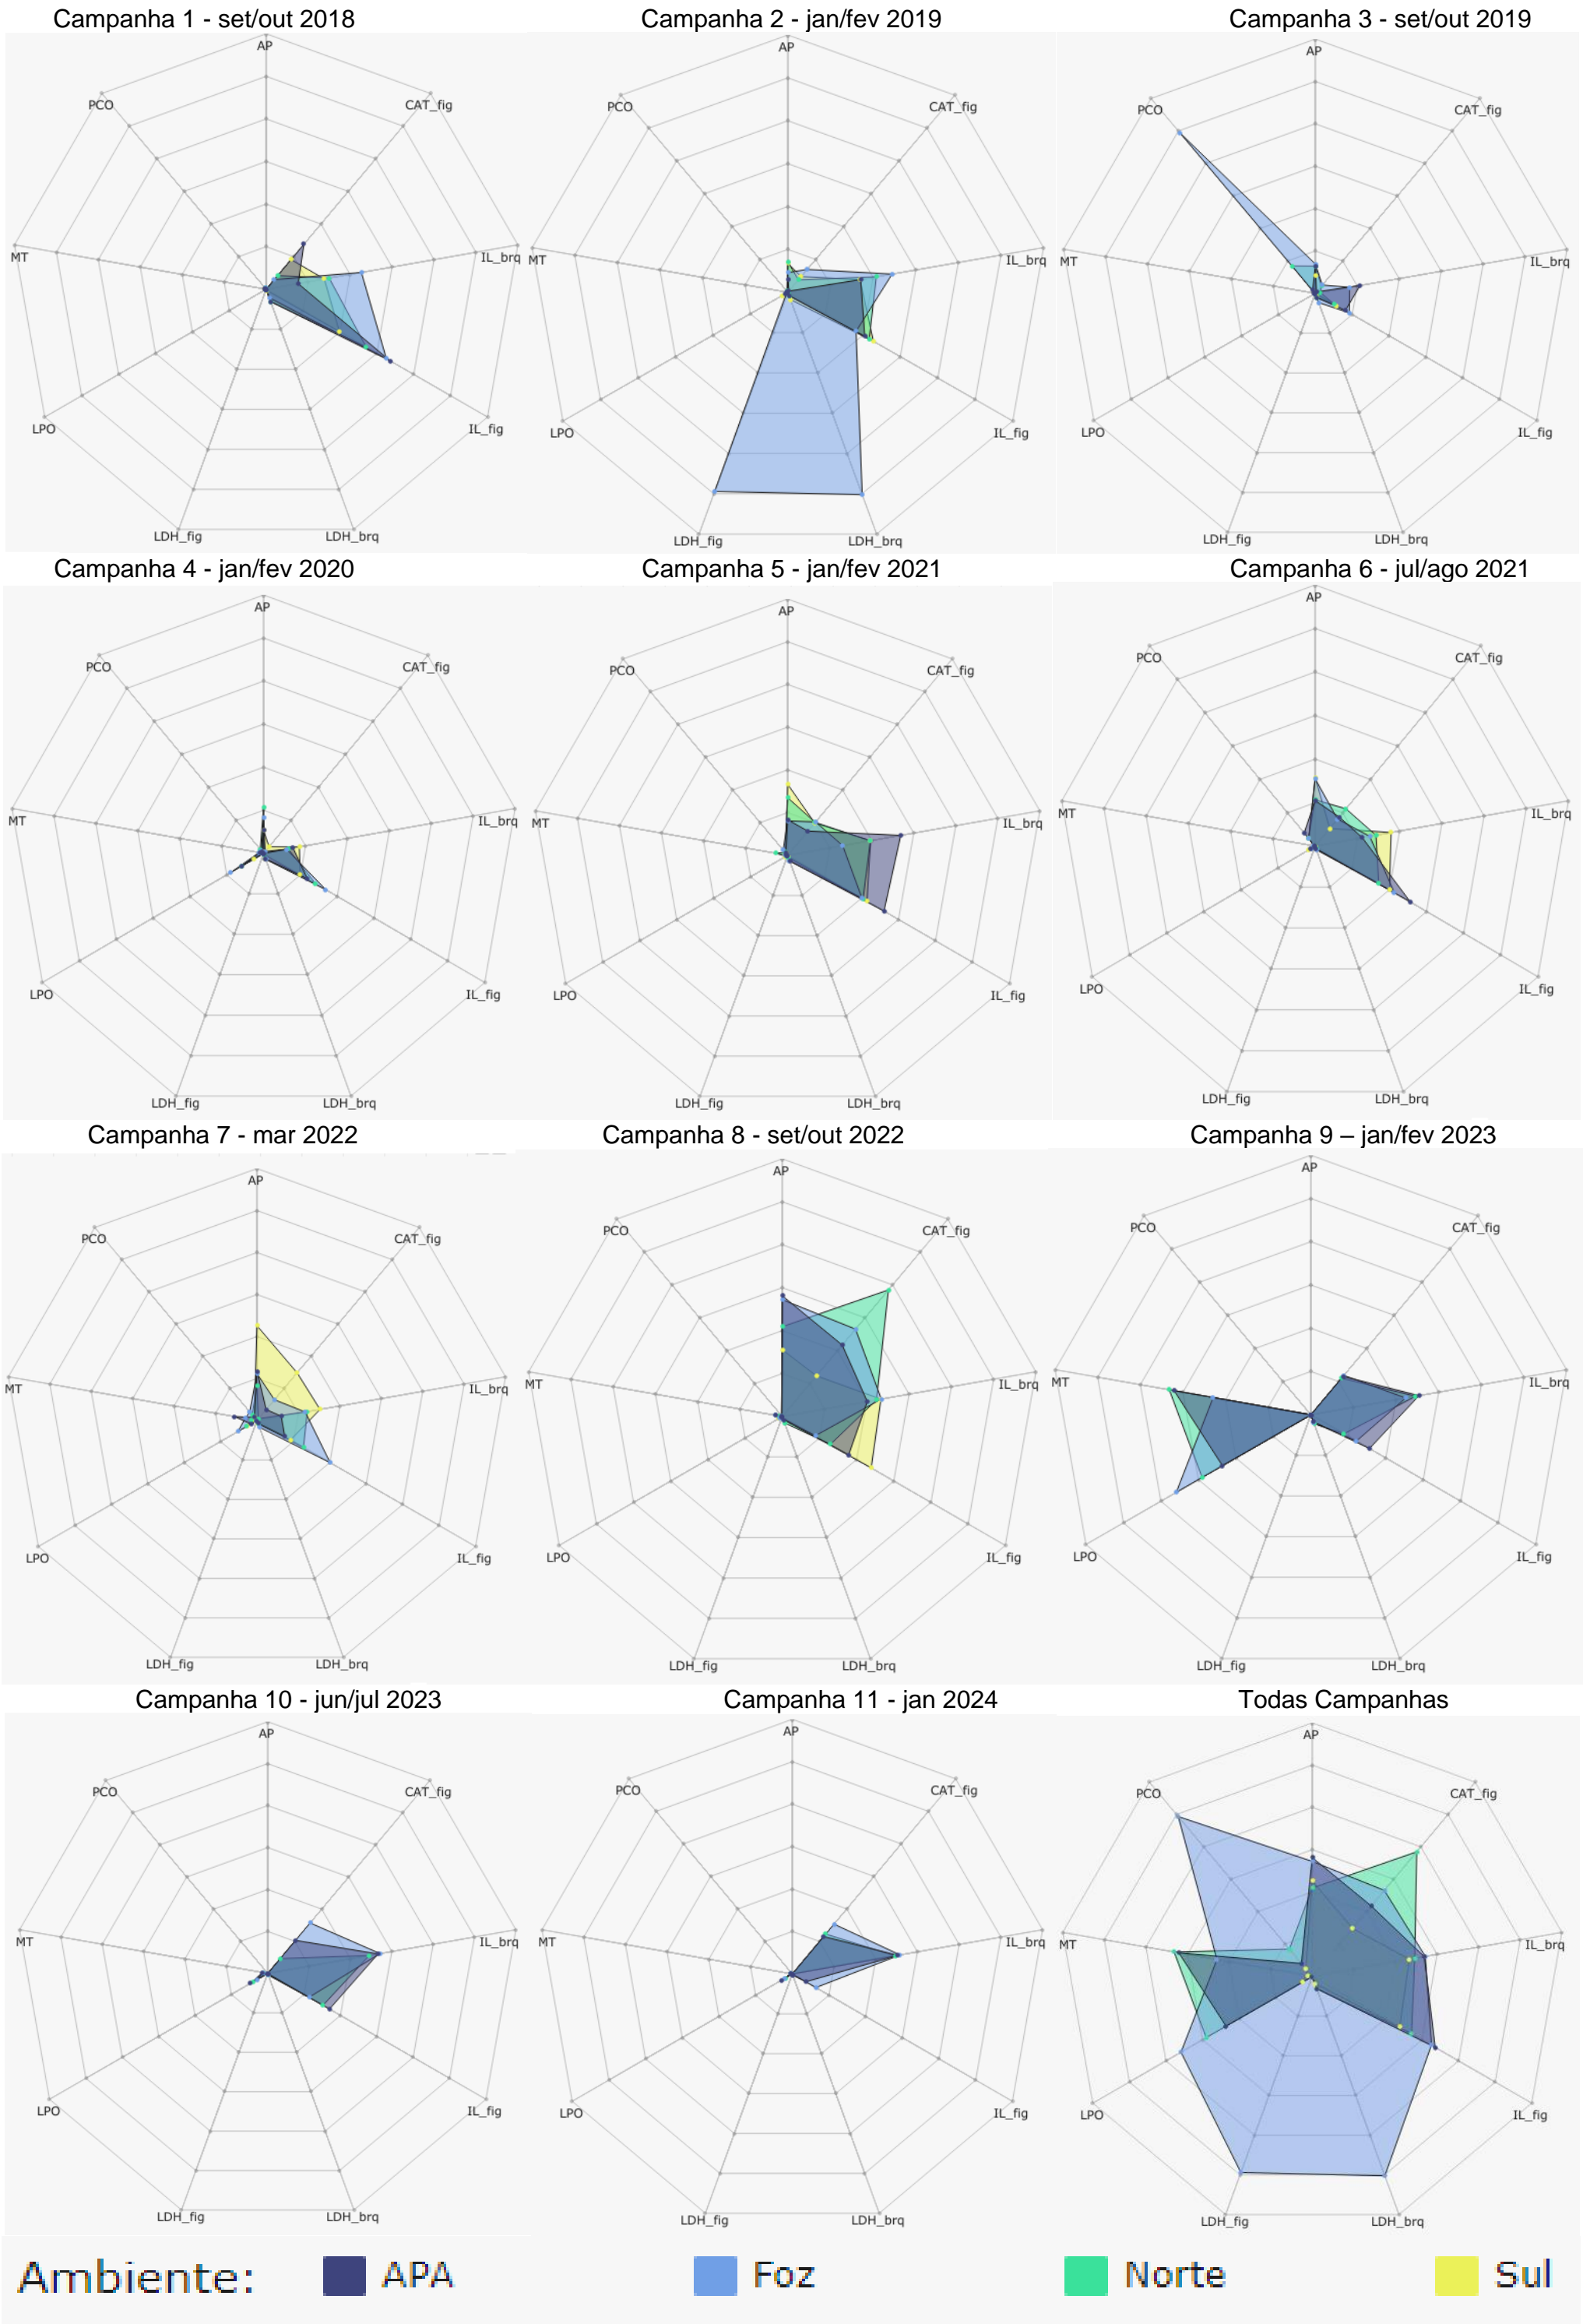 Campanha 1 - set/out 2018
Campanha 2 - jan/fev 2019
Campanha 3 - set/out 2019
AP
CAT_fig
IL_brq
IL_fig
LDH_brq
LDH_fig
LPO
MT
PCO
AP
CAT_fig
IL_brq
IL_fig
LDH_brq
LDH_fig
LPO
MT
PCO
AP
CAT_fig
IL_brq
IL_fig
LDH_brq
LDH_fig
LPO
MT
PCO
Campanha 4 - jan/fev 2020
Campanha 5 - jan/fev 2021
Campanha 6 - jul/ago 2021
AP
CAT_fig
IL_brq
IL_fig
LDH_brq
LDH_fig
LPO
MT
PCO
AP
CAT_fig
IL_brq
IL_fig
LDH_brq
LDH_fig
LPO
MT
PCO
AP
CAT_fig
IL_brq
IL_fig
LDH_brq
LDH_fig
LPO
MT
PCO
Campanha 7 - mar 2022
Campanha 8 - set/out 2022
Campanha 9 – jan/fev 2023
AP
CAT_fig
IL_brq
IL_fig
LDH_brq
LDH_fig
LPO
MT
PCO
AP
CAT_fig
IL_brq
IL_fig
LDH_brq
LDH_fig
LPO
MT
PCO
AP
CAT_fig
IL_brq
IL_fig
LDH_brq
LDH_fig
LPO
MT
PCO
Campanha 10 - jun/jul 2023
Campanha 11 - jan 2024
Todas Campanhas
AP
CAT_fig
IL_brq
IL_fig
LDH_brq
LDH_fig
LPO
MT
PCO
AP
CAT_fig
IL_brq
IL_fig
LDH_brq
LDH_fig
LPO
MT
PCO
AP
CAT_fig
IL_brq
IL_fig
LDH_brq
LDH_fig
LPO
MT
PCO
Ambiente: APA Foz Norte Sul